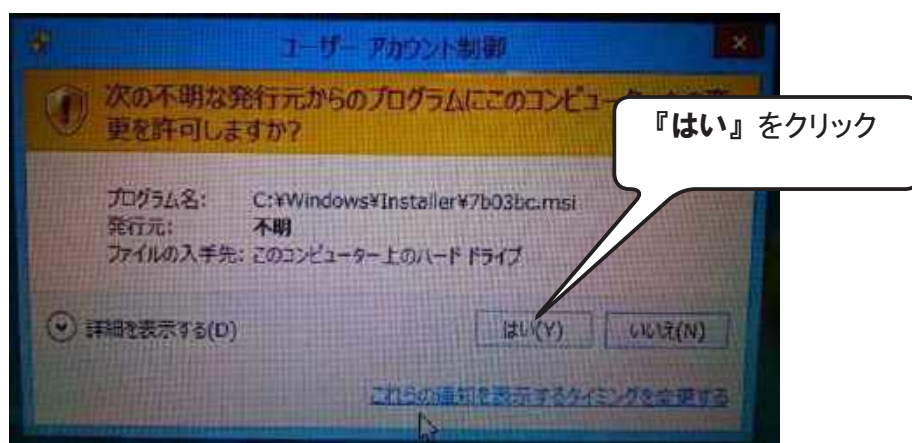 ユーザー アカウント制御
次の不明な発行元からのプログラムにこのコンピュー
更を許可しますか?
『はい』をクリック
プログラム名: C:¥Windows¥Installer¥7b03bc.msi
発行元: 不明
ファイルの入手先: このコンピューター上のハード ドライブ
詳細を表示する(D)
はい(Y)
いいえ(N)
これらの通知を表示するタイミングを変更する